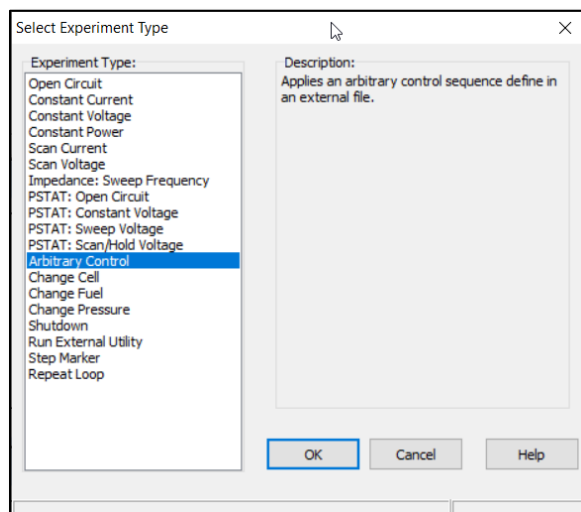 Select Experiment Type
Experiment Type:
Open Circuit
Constant Current
Constant Voltage
Constant Power
Scan Current
Scan Voltage
Impedance: Sweep Frequency
PSTAT: Open Circuit
PSTAT: Constant Voltage
PSTAT: Sweep Voltage
PSTAT: Scan/Hold Voltage
Arbitrary Control
Change Cell
Change Fuel
Change Pressure
Shutdown
Run External Utility
Step Marker
Repeat Loop
Description:
Applies an arbitrary control sequence define in
an external file.
OK
Cancel
Help